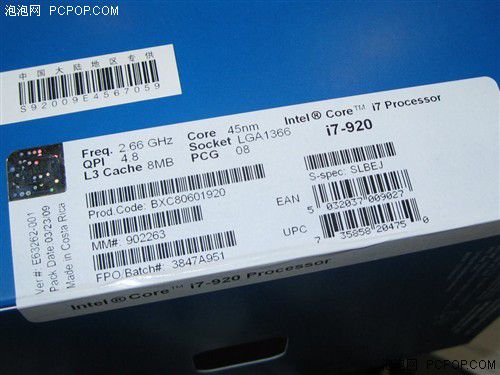 泡泡网 PCPOP.COM
中国大陆地区专供
S92009E4567059
Freq. 2.66 GHz Core 45nm Intel® Core™ i7 Processor
QPI 4.8 Socket LGA1366 i7-920
L3 Cache 8MB PCG 08
S-spec: SLBEJ
Prod.Code: BXC80601920
EAN 5 032037 009027
MM#: 902263
UPC 7 35858 20475 0
FPO Batch#: 3847A951
Ver #: E63262-001
Pack Date: 03/23/09
Made in Costa Rica
Intel® Core™ i7-920 Processor
泡泡网 PCPOP.COM